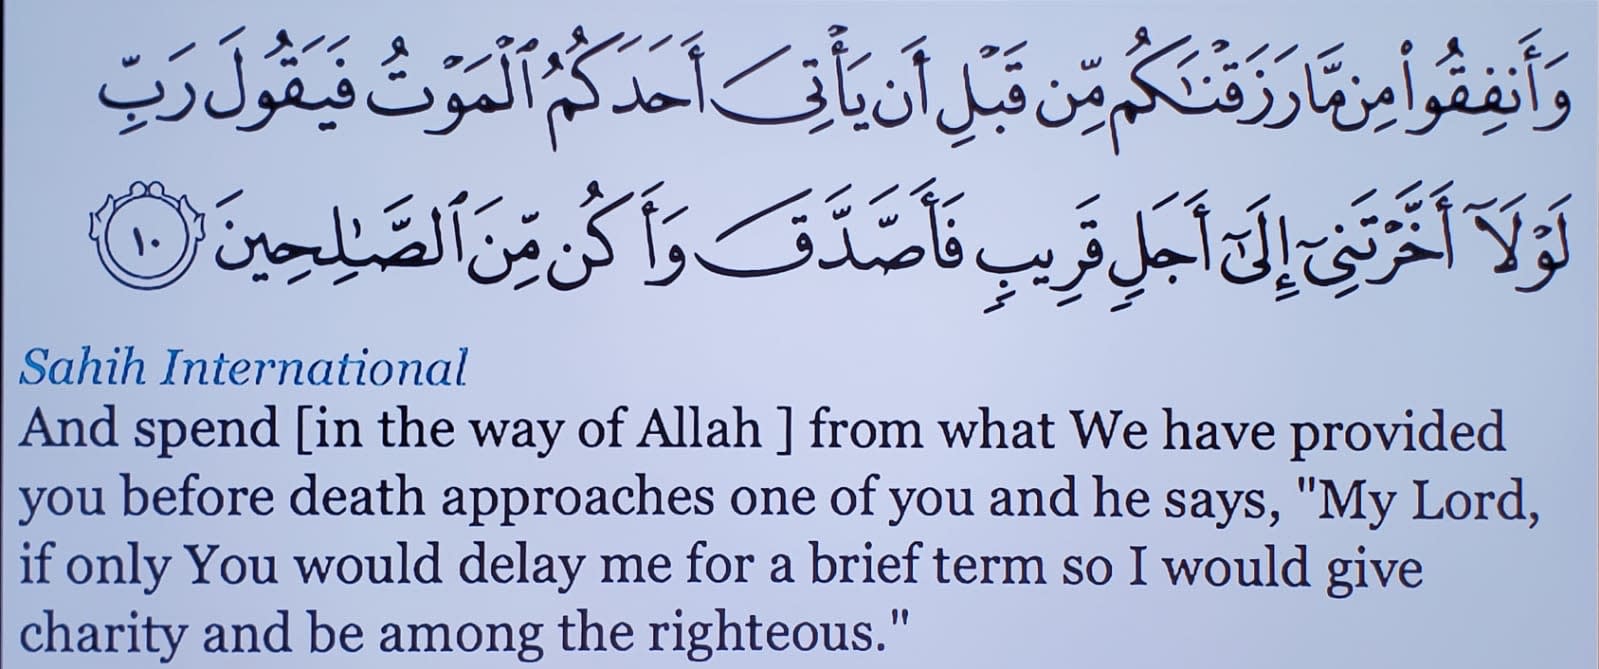 وَأَنفِقُوا۟ مِن مَّا رَزَقْنَـٰكُم مِّن قَبْلِ أَن يَأْتِىَ أَحَدَكُمُ ٱلْمَوْتُ فَيَقُولَ رَبِّ
لَوْلَآ أَخَّرْتَنِىٓ إِلَىٰٓ أَجَلٍ قَرِيبٍ فَأَصَّدَّقَ وَأَكُن مِّنَ ٱلصَّـٰلِحِينَ ١٠
Sahih International
And spend [in the way of Allah ] from what We have provided
you before death approaches one of you and he says, "My Lord,
if only You would delay me for a brief term so I would give
charity and be among the righteous."